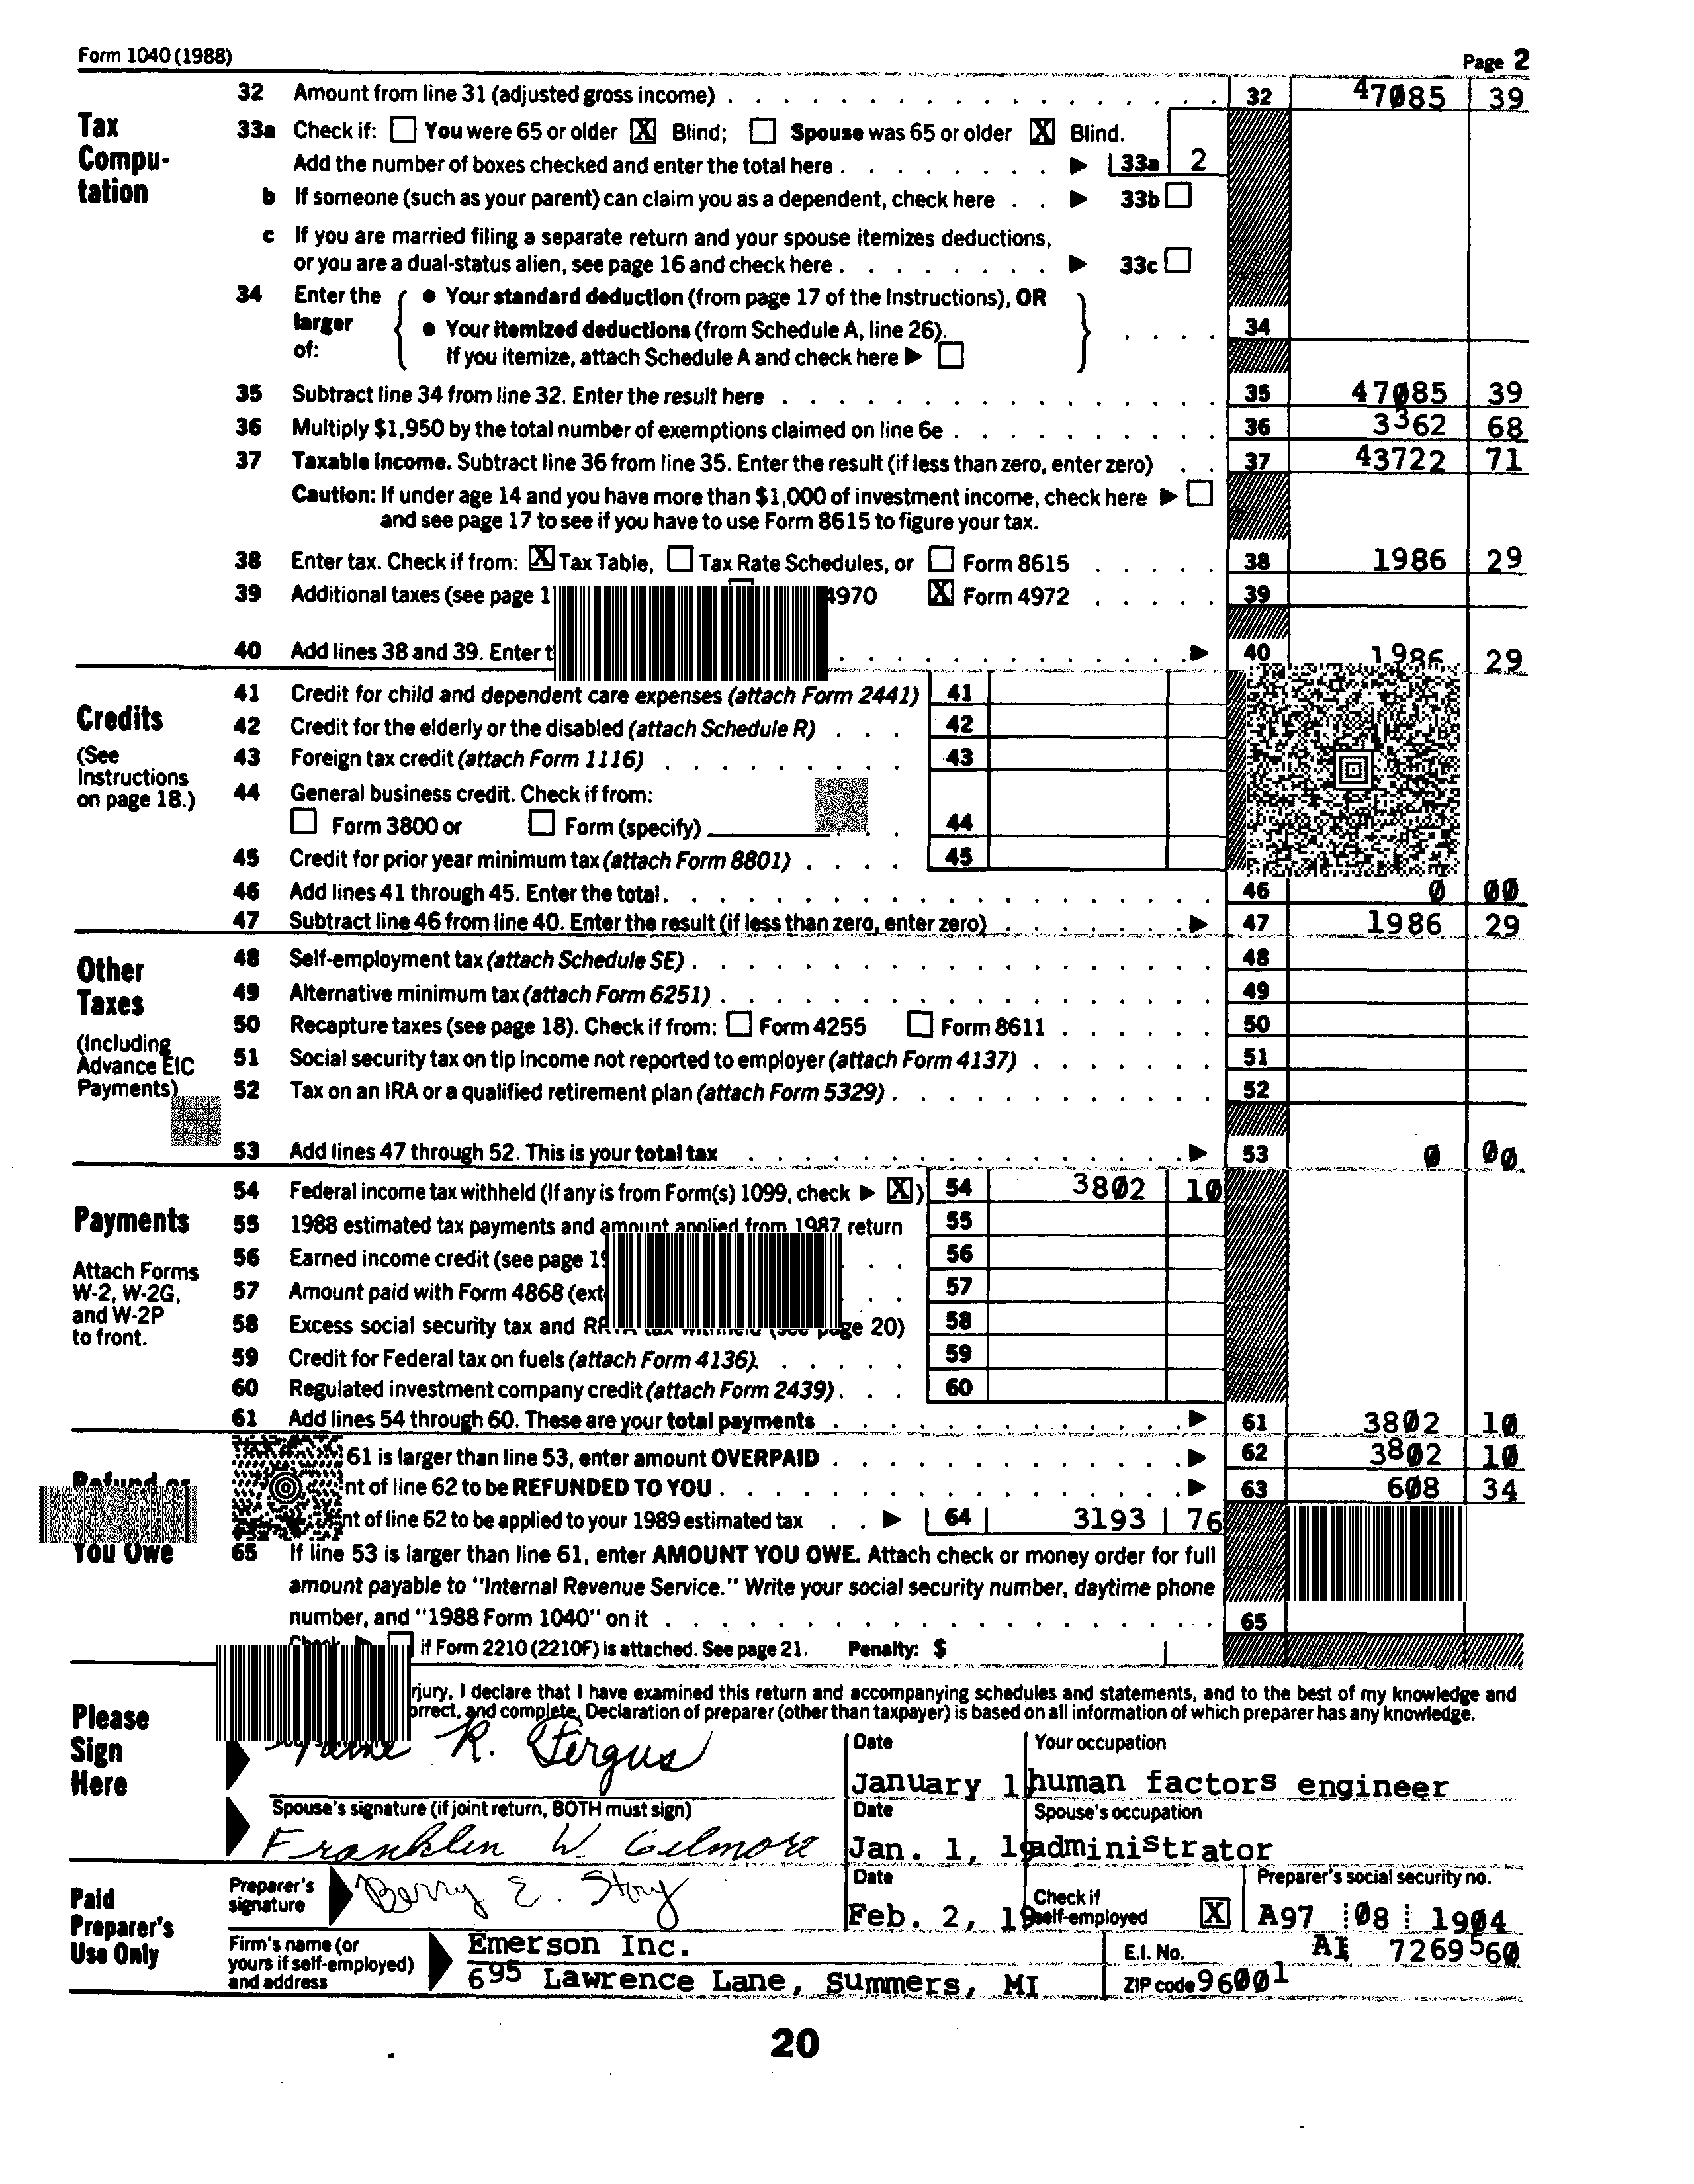 Form 1040 (1988) Page 2
Tax Computation
32 Amount from line 31 (adjusted gross income) 32 47085 39
33a Check if: You were 65 or older X Blind; Spouse was 65 or older X Blind.
Add the number of boxes checked and enter the total here 33a 2
b If someone (such as your parent) can claim you as a dependent, check here 33b
c If you are married filing a separate return and your spouse itemizes deductions,
or you are a dual-status alien, see page 16 and check here 33c
34 Enter the larger of:
• Your standard deduction (from page 17 of the Instructions), OR
• Your itemized deductions (from Schedule A, line 26).
If you itemize, attach Schedule A and check here
34
35 Subtract line 34 from line 32. Enter the result here 35 47085 39
36 Multiply $1,950 by the total number of exemptions claimed on line 6e 36 3362 68
37 Taxable income. Subtract line 36 from line 35. Enter the result (if less than zero, enter zero) 37 43722 71
Caution: If under age 14 and you have more than $1,000 of investment income, check here
and see page 17 to see if you have to use Form 8615 to figure your tax.
38 Enter tax. Check if from: X Tax Table, Tax Rate Schedules, or Form 8615 38 1986 29
39 Additional taxes (see page 4970 X Form 4972 39
40 Add lines 38 and 39. Enter 40 1986 29
Credits
(See Instructions on page 18.)
41 Credit for child and dependent care expenses (attach Form 2441) 41
42 Credit for the elderly or the disabled (attach Schedule R) 42
43 Foreign tax credit (attach Form 1116) 43
44 General business credit. Check if from:
Form 3800 or Form (specify) 44
45 Credit for prior year minimum tax (attach Form 8801) 45
46 Add lines 41 through 45. Enter the total 46 0 00
47 Subtract line 46 from line 40. Enter the result (if less than zero, enter zero) 47 1986 29
Other Taxes
(Including Advance EIC Payments)
48 Self-employment tax (attach Schedule SE) 48
49 Alternative minimum tax (attach Form 6251) 49
50 Recapture taxes (see page 18). Check if from: Form 4255 Form 8611 50
51 Social security tax on tip income not reported to employer (attach Form 4137) 51
52 Tax on an IRA or a qualified retirement plan (attach Form 5329) 52
53 Add lines 47 through 52. This is your total tax 53 0 00
Payments
Attach Forms W-2, W-2G, and W-2P to front.
54 Federal income tax withheld (If any is from Form(s) 1099, check X) 54 3802 10
55 1988 estimated tax payments and amount applied from 1987 return 55
56 Earned income credit (see page 56
57 Amount paid with Form 4868 57
58 Excess social security tax and page 20) 58
59 Credit for Federal tax on fuels (attach Form 4136) 59
60 Regulated investment company credit (attach Form 2439) 60
61 Add lines 54 through 60. These are your total payments 61 3802 10
61 is larger than line 53, enter amount OVERPAID 62 3802 10
of line 62 to be REFUNDED TO YOU 63 608 34
of line 62 to be applied to your 1989 estimated tax 64 3193 76
You Owe
65 If line 53 is larger than line 61, enter AMOUNT YOU OWE. Attach check or money order for full
amount payable to "Internal Revenue Service." Write your social security number, daytime phone
number, and "1988 Form 1040" on it 65
if Form 2210 (2210F) is attached. See page 21. Penalty: $
Please Sign Here
I declare that I have examined this return and accompanying schedules and statements, and to the best of my knowledge and
and complete. Declaration of preparer (other than taxpayer) is based on all information of which preparer has any knowledge.
R. Fergus
Date
January 1
Your occupation
human factors engineer
Spouse's signature (if joint return, BOTH must sign)
Franklin W. Gilmore
Date
Jan. 1, 19
Spouse's occupation
administrator
Paid Preparer's Use Only
Preparer's signature
Berry E. Story
Date
Feb. 2, 19
Check if self-employed X
Preparer's social security no.
A97 08 1904
Firm's name (or yours if self-employed) and address
Emerson Inc.
695 Lawrence Lane, Summers, MI
E.I. No. AI 7269560
ZIP code 96001
20